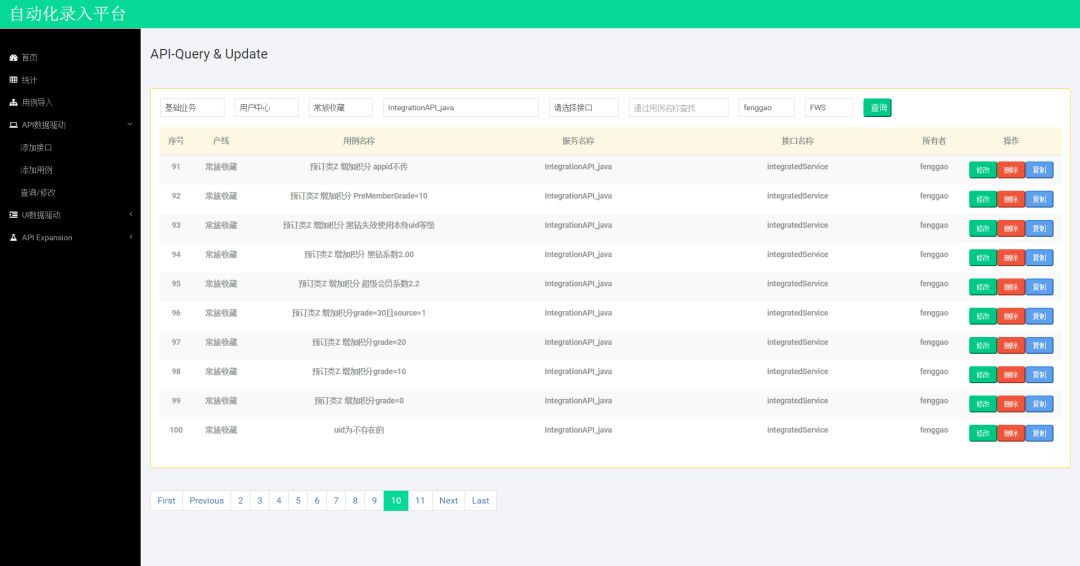 自动化录入平台
首页
统计
用例导入
API数据驱动
添加接口
添加用例
查询/修改
UI数据驱动
API Expansion
API-Query & Update
基础业务 用户中心 常旅收藏 IntegrationAPI_java 请选择接口 通过用例名称查找 fenggao FWS 查询
序号 产线 用例名称 服务名称 接口名称 所有者 操作
91 常旅收藏 预订类Z 增加积分 appid不传 IntegrationAPI_java integratedService fenggao 修改 删除 复制
92 常旅收藏 预订类Z 增加积分 PreMemberGrade=10 IntegrationAPI_java integratedService fenggao 修改 删除 复制
93 常旅收藏 预订类Z 增加积分 黑钻失效使用本身uid等级 IntegrationAPI_java integratedService fenggao 修改 删除 复制
94 常旅收藏 预订类Z 增加积分 黑钻系数2.00 IntegrationAPI_java integratedService fenggao 修改 删除 复制
95 常旅收藏 预订类Z 增加积分 超级会员系数2.2 IntegrationAPI_java integratedService fenggao 修改 删除 复制
96 常旅收藏 预订类Z 增加积分grade=30且source=1 IntegrationAPI_java integratedService fenggao 修改 删除 复制
97 常旅收藏 预订类Z 增加积分grade=20 IntegrationAPI_java integratedService fenggao 修改 删除 复制
98 常旅收藏 预订类Z 增加积分grade=10 IntegrationAPI_java integratedService fenggao 修改 删除 复制
99 常旅收藏 预订类Z 增加积分grade=0 IntegrationAPI_java integratedService fenggao 修改 删除 复制
100 常旅收藏 uid为不存在的 IntegrationAPI_java integratedService fenggao 修改 删除 复制
First Previous 2 3 4 5 6 7 8 9 10 11 Next Last